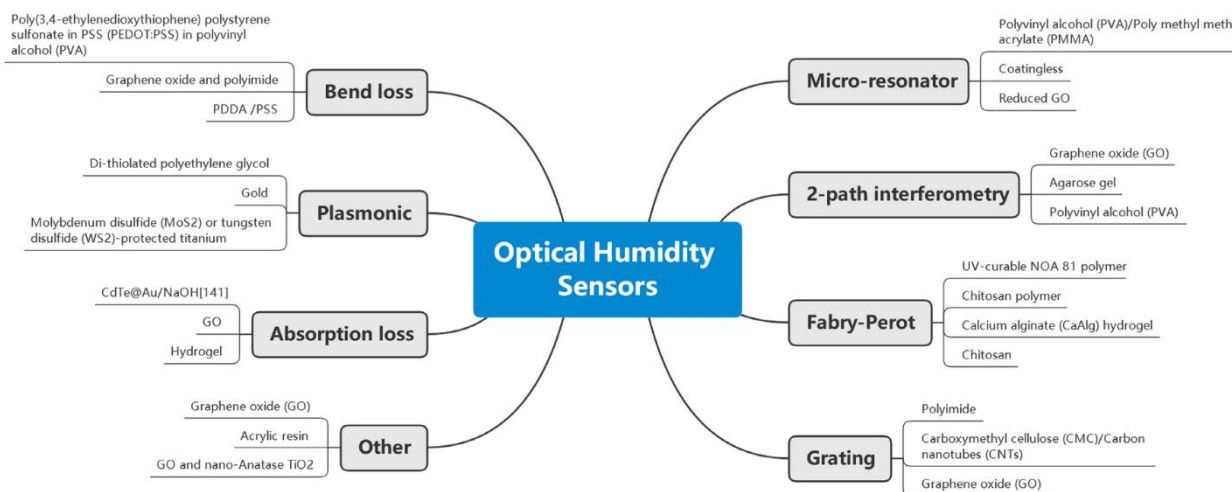 Optical Humidity
Sensors
Bend loss
Poly(3,4-ethylenedioxythiophene) polystyrene
sulfonate in PSS (PEDOT:PSS) in polyvinyl
alcohol (PVA)
Graphene oxide and polyimide
PDDA /PSS
Plasmonic
Di-thiolated polyethylene glycol
Gold
Molybdenum disulfide (MoS2) or tungsten
disulfide (WS2)-protected titanium
Absorption loss
CdTe@Au/NaOH[141]
GO
Hydrogel
Other
Graphene oxide (GO)
Acrylic resin
GO and nano-Anatase TiO2
Micro-resonator
Polyvinyl alcohol (PVA)/Poly methyl meth
acrylate (PMMA)
Coatingless
Reduced GO
2-path interferometry
Graphene oxide (GO)
Agarose gel
Polyvinyl alcohol (PVA)
Fabry-Perot
UV-curable NOA 81 polymer
Chitosan polymer
Calcium alginate (CaAlg) hydrogel
Chitosan
Grating
Polyimide
Carboxymethyl cellulose (CMC)/Carbon
nanotubes (CNTs)
Graphene oxide (GO)